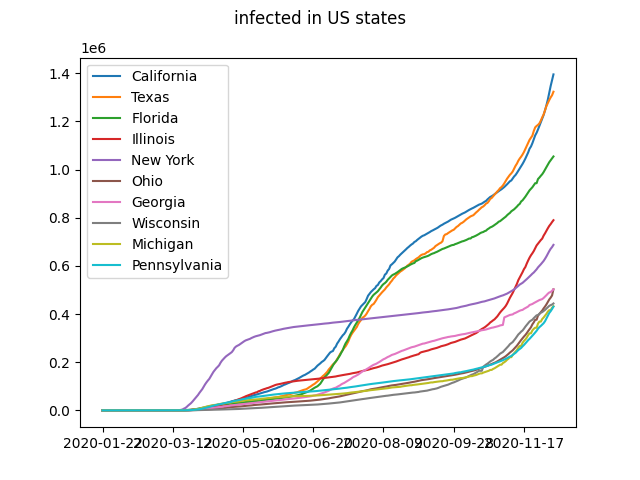 infected in US states
1e6
1.4
1.2
1.0
0.8
0.6
0.4
0.2
0.0
California
Texas
Florida
Illinois
New York
Ohio
Georgia
Wisconsin
Michigan
Pennsylvania
2020-01-22 2020-03-12 2020-05-01 2020-06-20 2020-08-09 2020-09-28 2020-11-17